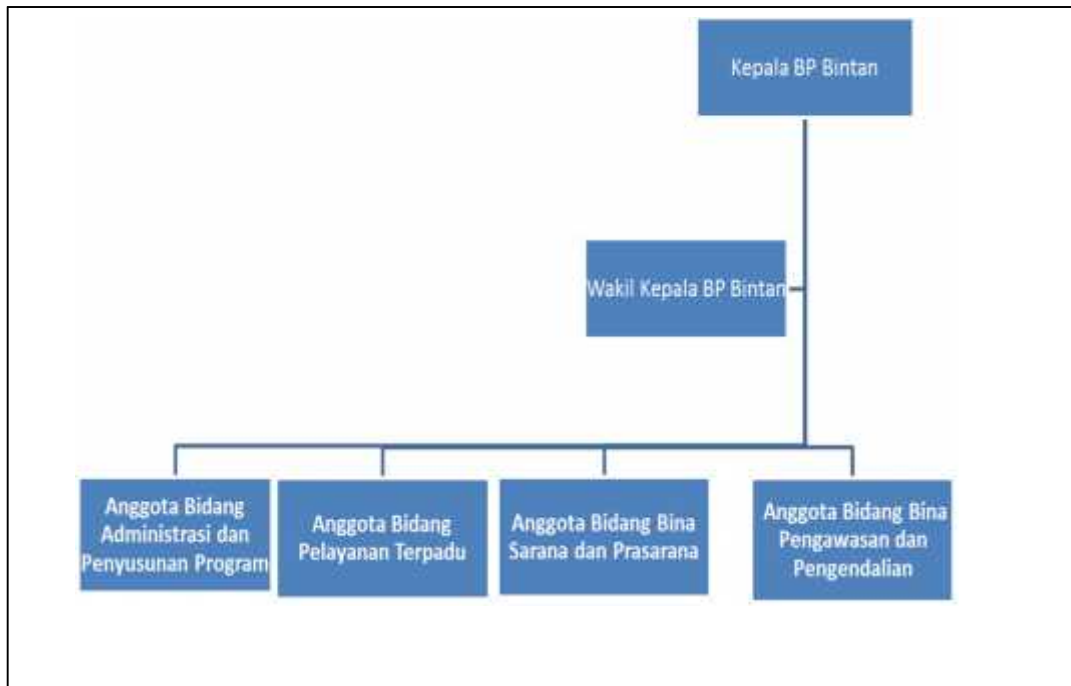 Kepala BP Bintan
Wakil Kepala BP Bintan
Anggota Bidang
Administrasi dan
Penyusunan Program
Anggota Bidang
Pelayanan Terpadu
Anggota Bidang Bina
Sarana dan Prasarana
Anggota Bidang Bina
Pengawasan dan
Pengendalian